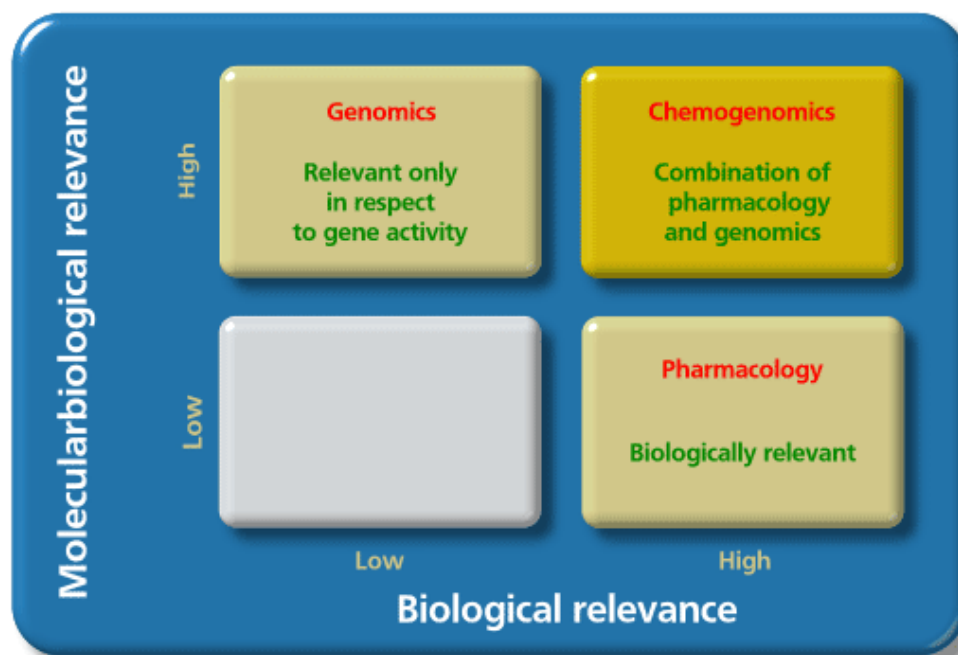 Molecularbiological relevance
High
Genomics
Relevant only
in respect
to gene activity
Chemogenomics
Combination of
pharmacology
and genomics
Low
Pharmacology
Biologically relevant
Low
High
Biological relevance